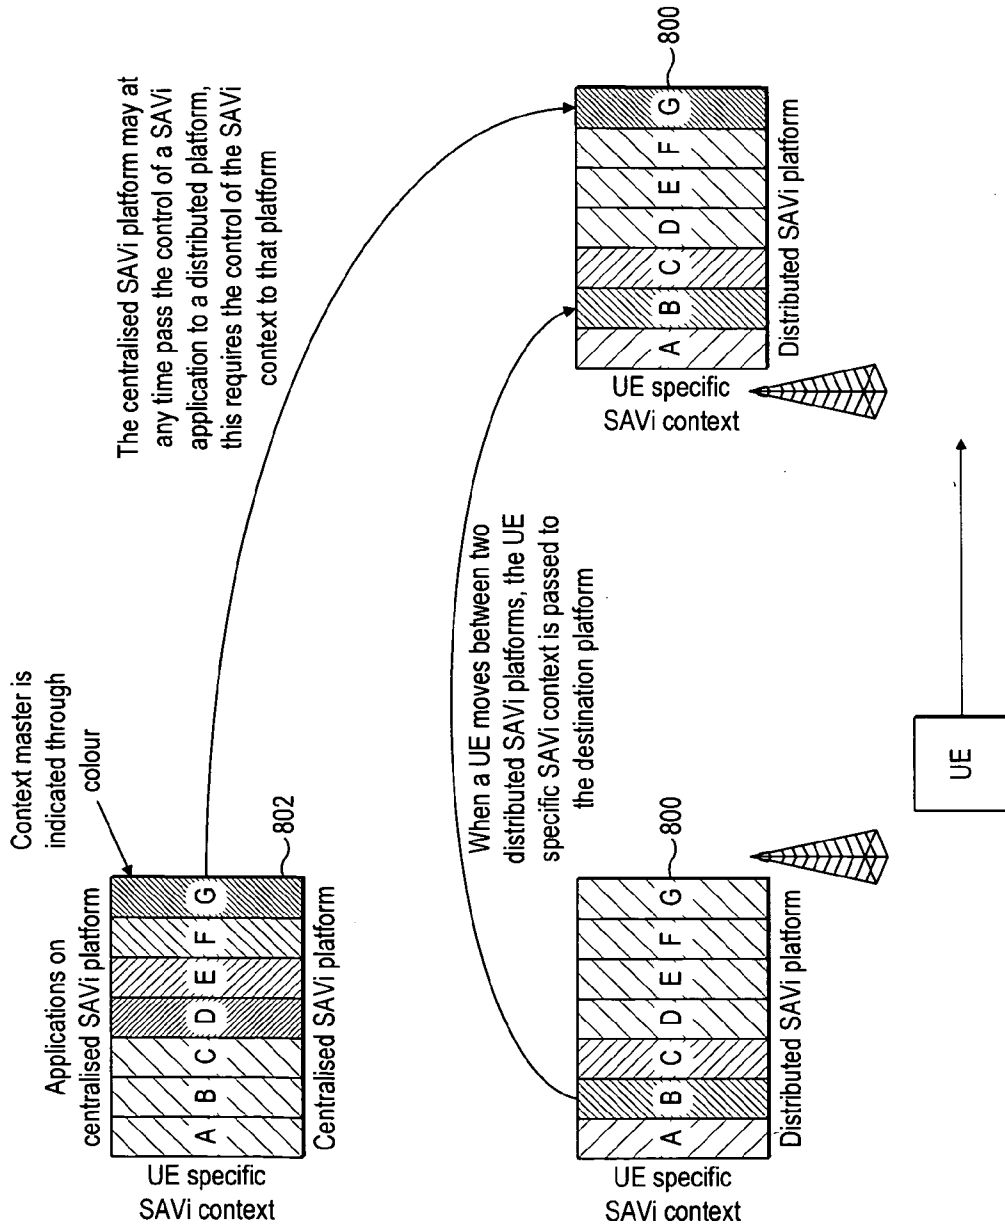 Applications on
centralised SAVi platform
Context master is
indicated through
colour
UE specific
SAVi context
A B C D E F G
802
Centralised SAVi platform
The centralised SAVi platform may at
any time pass the control of a SAVi
application to a distributed platform,
this requires the control of the SAVi
context to that platform
When a UE moves between two
distributed SAVi platforms, the UE
specific SAVi context is passed to
the destination platform
UE specific
SAVi context
A B C D E F G
800
Distributed SAVi platform
UE specific
SAVi context
A B C D E F G
800
Distributed SAVi platform
UE